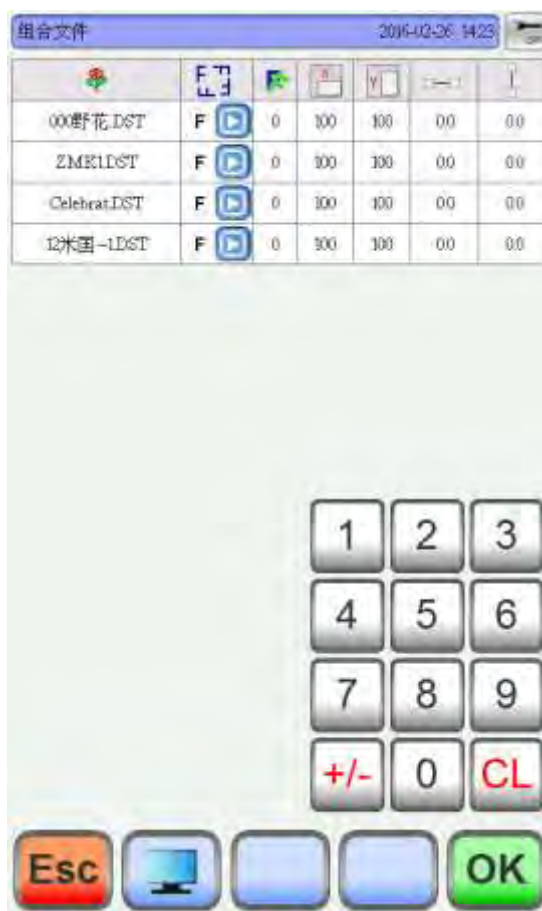 组合文件 2016-02-26 14:23
F F F F X Y
000野花.DST F 0 100 100 0.0 0.0
ZMK1.DST F 0 100 100 0.0 0.0
Celebrat.DST F 0 100 100 0.0 0.0
12米国-1.DST F 0 100 100 0.0 0.0
1 2 3
4 5 6
7 8 9
+/- 0 CL
Esc OK